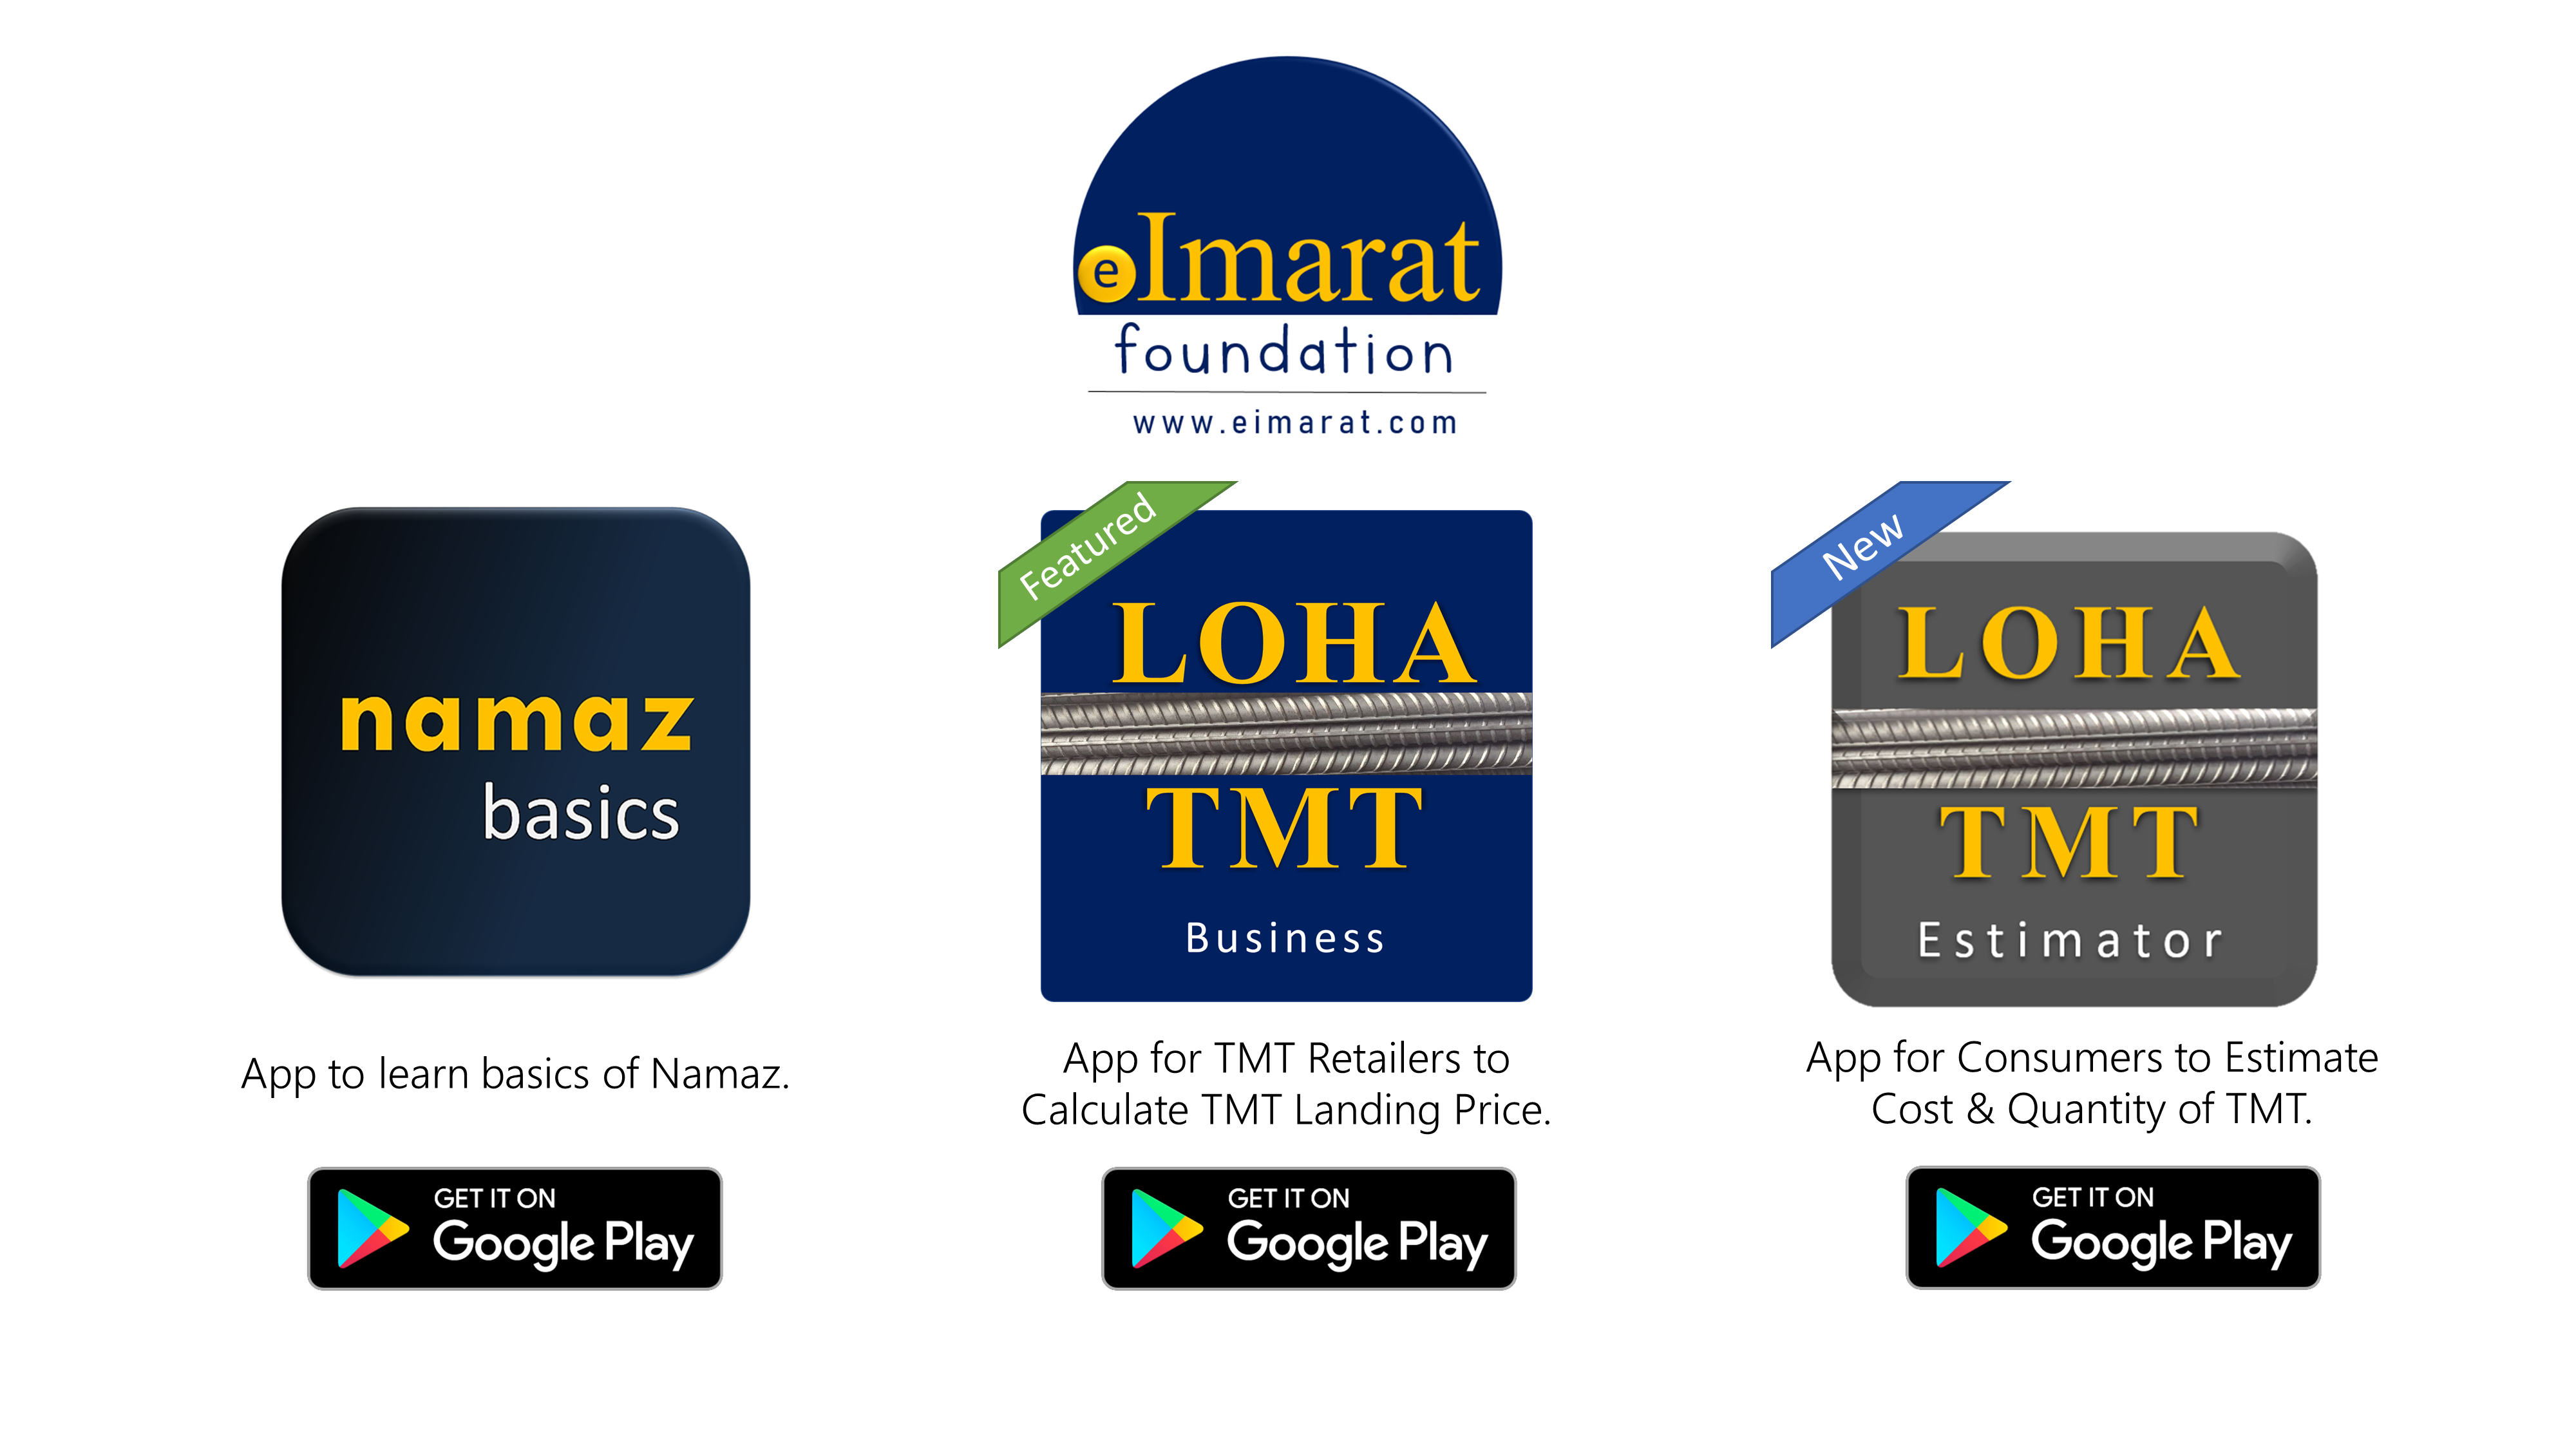 eImarat
foundation
www.eimarat.com
namaz
basics
App to learn basics of Namaz.
GET IT ON
Google Play
Featured
LOHA
TMT
Business
App for TMT Retailers to
Calculate TMT Landing Price.
GET IT ON
Google Play
New
LOHA
TMT
Estimator
App for Consumers to Estimate
Cost & Quantity of TMT.
GET IT ON
Google Play